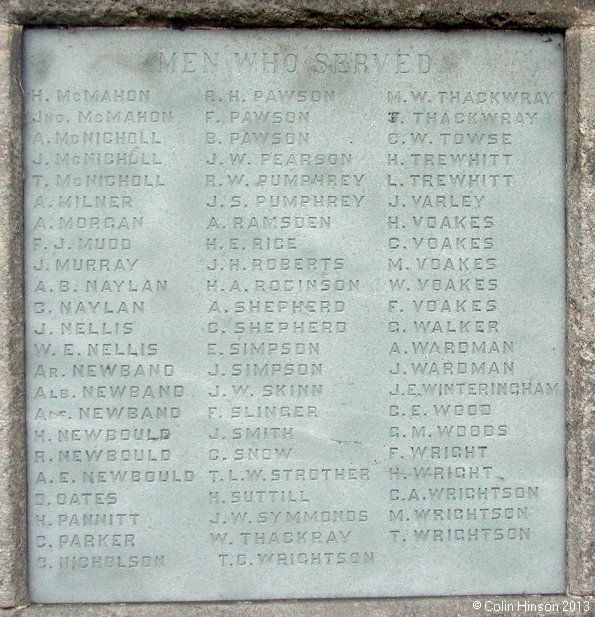 MEN WHO SERVED
H. McMAHON
JNO. McMAHON
A. McNICHOLL
J. McNICHOLL
T. McNICHOLL
A. MILNER
A. MORGAN
F. J. MUDD
J. MURRAY
A. B. NAYLAN
C. NAYLAN
J. NELLIS
W. E. NELLIS
AR. NEWBAND
ALB. NEWBAND
NEWBAND
H. NEWBOULD
R. NEWBOULD
A. E. NEWBOULD
OATES
H. PANNITT
C. PARKER
NICHOLSON
R. H. PAWSON
F. PAWSON
B. PAWSON
J. W. PEARSON
R. W. PUMPHREY
J. S. PUMPHREY
A. RAMSDEN
H. E. RICE
J. H. ROBERTS
H. A. ROBINSON
A. SHEPHERD
C. SHEPHERD
E. SIMPSON
J. SIMPSON
J. W. SKINN
F. SLINGER
J. SMITH
C. SNOW
T. L. W. STROTHER
H. SUTTILL
J. W. SYMMONDS
W. THACKRAY
T. C. WRIGHTSON
M. W. THACKWRAY
F. THACKWRAY
C. W. TOWSE
H. TREWHITT
L. TREWHITT
J. VARLEY
H. VOAKES
C. VOAKES
M. VOAKES
W. VOAKES
F. VOAKES
G. WALKER
A. WARDMAN
J. WARDMAN
J. E. WINTERINGHAM
C. E. WOOD
G. M. WOODS
F. WRIGHT
H. WRIGHT
C. A. WRIGHTSON
M. WRIGHTSON
T. WRIGHTSON
©Colin Hinson 2013